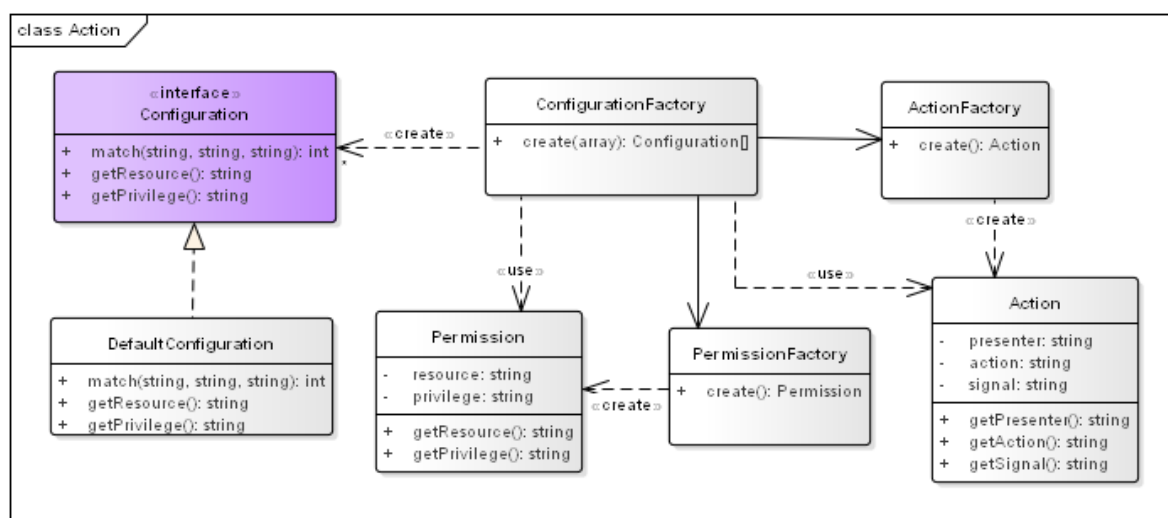 class Action
«interface»
Configuration
+ match(string, string, string): int
+ getResource(): string
+ getPrivilege(): string
«create»
*
ConfigurationFactory
+ create(array): Configuration[]
ActionFactory
+ create(): Action
«create»
«use»
«use»
DefaultConfiguration
+ match(string, string, string): int
+ getResource(): string
+ getPrivilege(): string
Permission
- resource: string
- privilege: string
+ getResource(): string
+ getPrivilege(): string
«create»
PermissionFactory
+ create(): Permission
Action
- presenter: string
- action: string
- signal: string
+ getPresenter(): string
+ getAction(): string
+ getSignal(): string